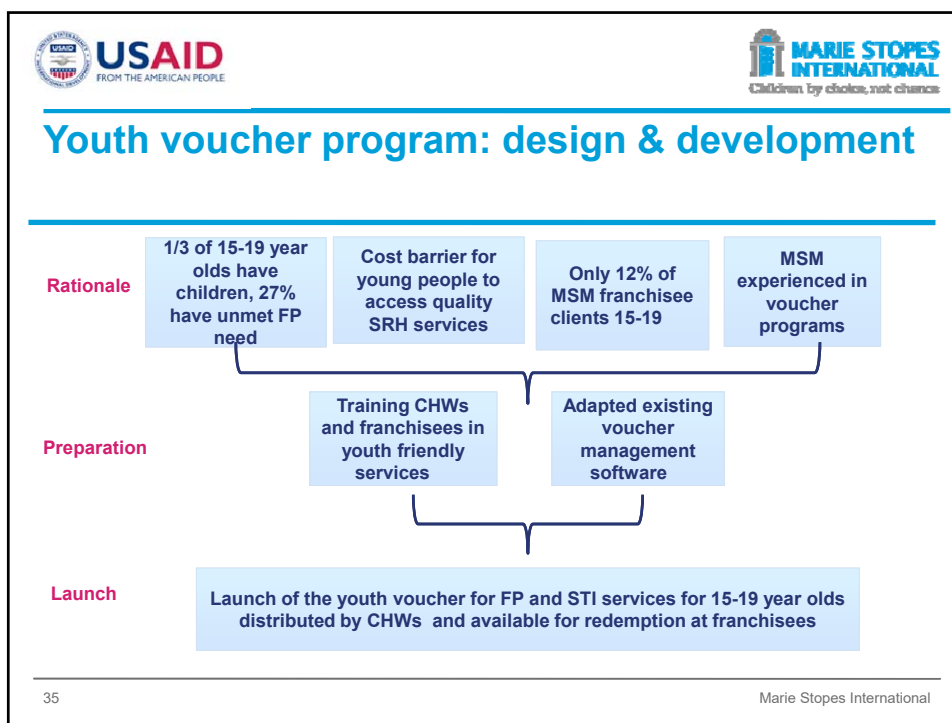 USAID
FROM THE AMERICAN PEOPLE
MARIE STOPES
INTERNATIONAL
Children by choice, not chance
Youth voucher program: design & development
Rationale
1/3 of 15-19 year
olds have
children, 27%
have unmet FP
need
Cost barrier for
young people to
access quality
SRH services
Only 12% of
MSM franchisee
clients 15-19
MSM
experienced in
voucher
programs
Preparation
Training CHWs
and franchisees in
youth friendly
services
Adapted existing
voucher
management
software
Launch
Launch of the youth voucher for FP and STI services for 15-19 year olds
distributed by CHWs and available for redemption at franchisees
35
Marie Stopes International